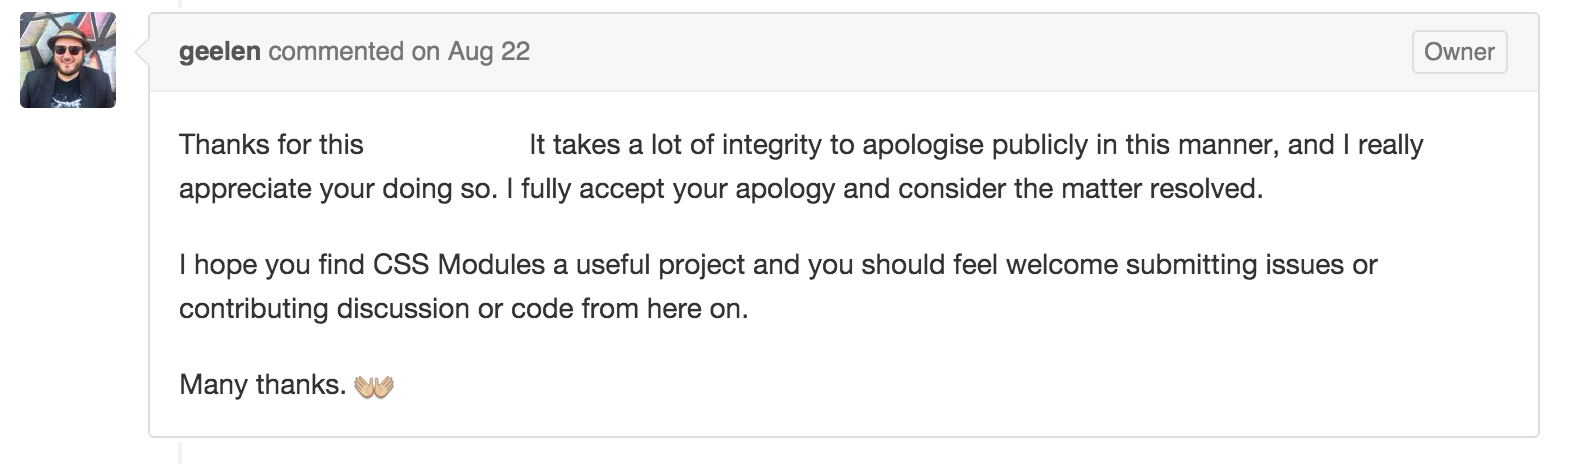 geelen commented on Aug 22
Owner
Thanks for this It takes a lot of integrity to apologise publicly in this manner, and I really
appreciate your doing so. I fully accept your apology and consider the matter resolved.
I hope you find CSS Modules a useful project and you should feel welcome submitting issues or
contributing discussion or code from here on.
Many thanks. 👐🏼